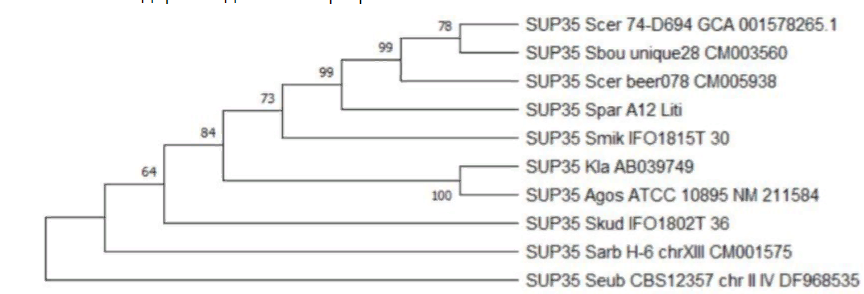 78
SUP35 Scer 74-D694 GCA 001578265.1
99
SUP35 Sbou unique28 CM003560
99
SUP35 Scer beer078 CM005938
73
SUP35 Spar A12 Liti
84
SUP35 Smik IFO1815T 30
64
SUP35 Kla AB039749
100
SUP35 Agos ATCC 10895 NM 211584
SUP35 Skud IFO1802T 36
SUP35 Sarb H-6 chrXIII CM001575
SUP35 Seub CBS12357 chr II IV DF968535